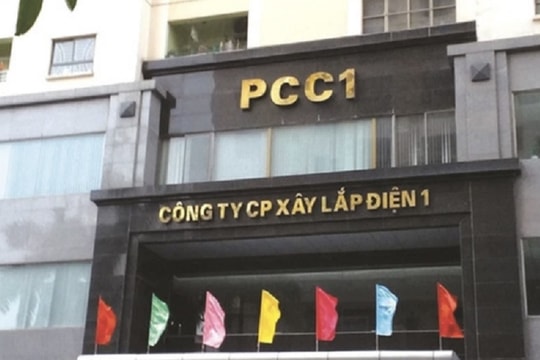 PCC1
CÔNG TY CP XÂY LẮP ĐIỆN 1